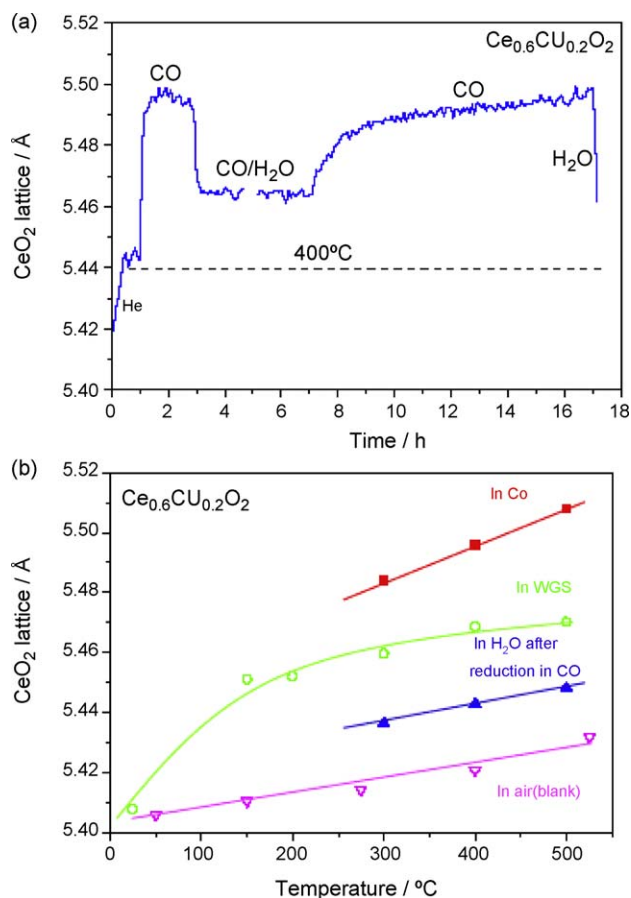 (a)
Ce0.6CU0.2O2
CO
CO
CO/H2O
H2O
400ºC
He
5.52
5.50
5.48
5.46
5.44
5.42
5.40
CeO2 lattice / Å
0 2 4 6 8 10 12 14 16 18
Time / h
(b)
Ce0.6CU0.2O2
In Co
In WGS
In H2O after
reduction in CO
In air(blank)
5.52
5.50
5.48
5.46
5.44
5.42
5.40
CeO2 lattice / Å
0 100 200 300 400 500
Temperature / ºC